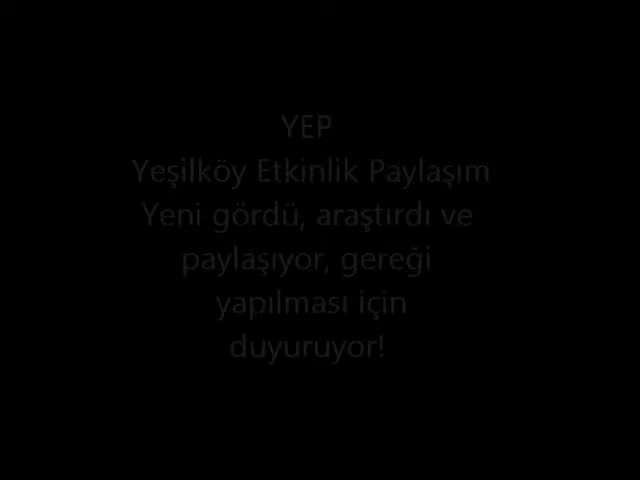 YEP
Yeşilköy Etkinlik Paylaşım
Yeni gördü, araştırdı ve
paylaşıyor, gereği
yapılması için
duyuruyor!